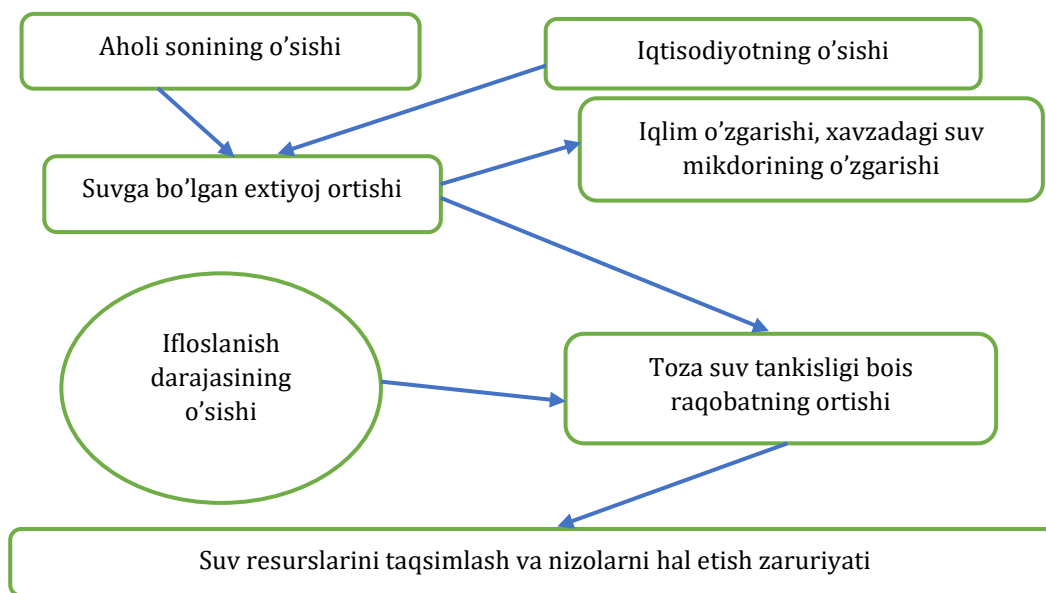 Aholi sonining o’sishi
Iqtisodiyotning o’sishi
Iqlim o’zgarishi, xavzadagi suv
mikdorining o’zgarishi
Suvga bo’lgan extiyoj ortishi
Ifloslanish
darajasining
o’sishi
Toza suv tankisligi bois
raqobatning ortishi
Suv resurslarini taqsimlash va nizolarni hal etish zaruriyati